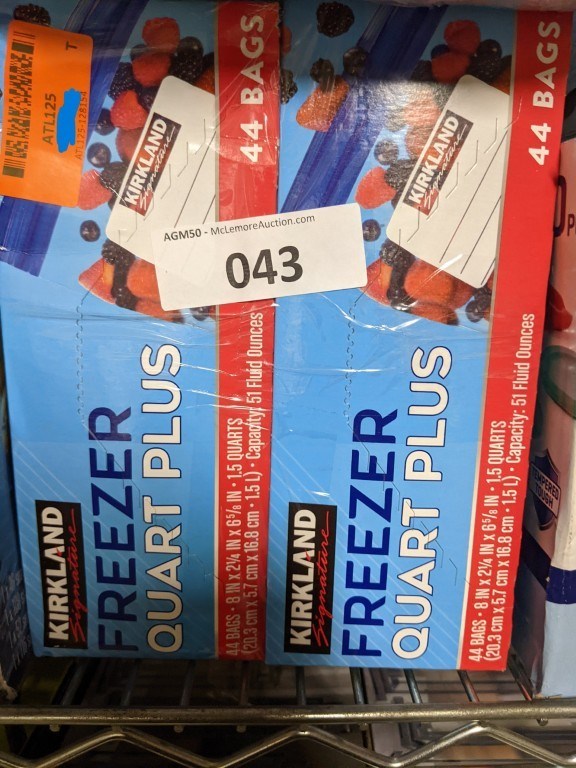 ATL125
T
KIRKLAND
Signature
44 BAGS
KIRKLAND
Signature
44 BAGS
AGM50 - McLemoreAuction.com
043
KIRKLAND
Signature
FREEZER
QUART PLUS
44 BAGS · 8 IN X 2¼ IN X 6⅝ IN · 1.5 QUARTS
(20.3 cm x 5.7 cm x 16.8 cm · 1.5 L) · Capacity: 51 Fluid Ounces
KIRKLAND
Signature
FREEZER
QUART PLUS
44 BAGS · 8 IN X 2¼ IN X 6⅝ IN · 1.5 QUARTS
(20.3 cm x 5.7 cm x 16.8 cm · 1.5 L) · Capacity: 51 Fluid Ounces
TAMPERED
TOUGH